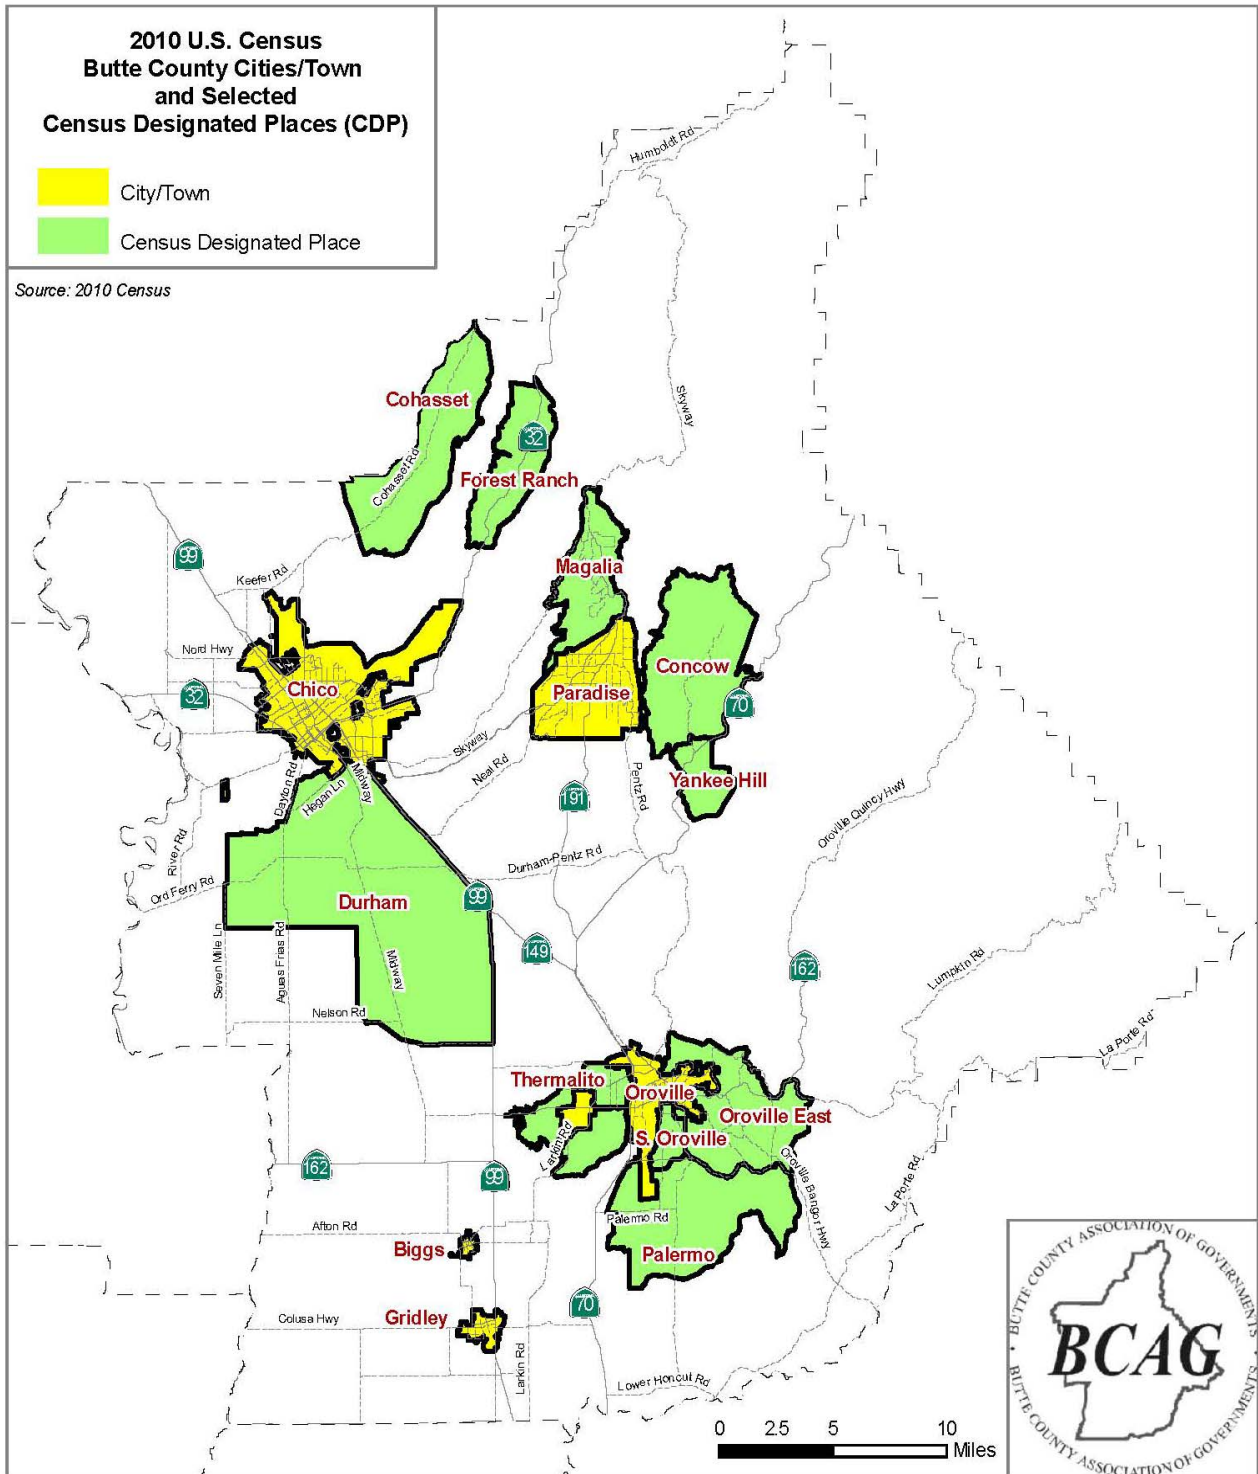 2010 U.S. Census
Butte County Cities/Town
and Selected
Census Designated Places (CDP)
City/Town
Census Designated Place
Source: 2010 Census
Humboldt Rd
Skyway
Cohasset
32
Cohasset Rd
Forest Ranch
99
Magalia
Keefer Rd
Nord Hwy
Concow
Chico
Paradise
32
70
Skyway
Neal Rd
Midway
Dayton Rd
Hegan Ln
Pentz Rd
Yankee Hill
191
Oroville Quincy Hwy
River Rd
Durham-Pentz Rd
Ord Ferry Rd
99
Durham
149
Seven Mile Ln
Aguas Frias Rd
Midway
162
Lumpkin Rd
Nelson Rd
La Porte Rd
Thermalito
Oroville
Oroville East
S. Oroville
Larkin Rd
162
99
Oroville Bangor Hwy
La Porte Rd
Afton Rd
Palermo Rd
Biggs
Palermo
70
Colusa Hwy
Gridley
Larkin Rd
Lower Honcut Rd
0 2.5 5 10
Miles
BUTTE COUNTY ASSOCIATION OF GOVERNMENTS
BCAG
BUTTE COUNTY ASSOCIATION OF GOVERNMENTS